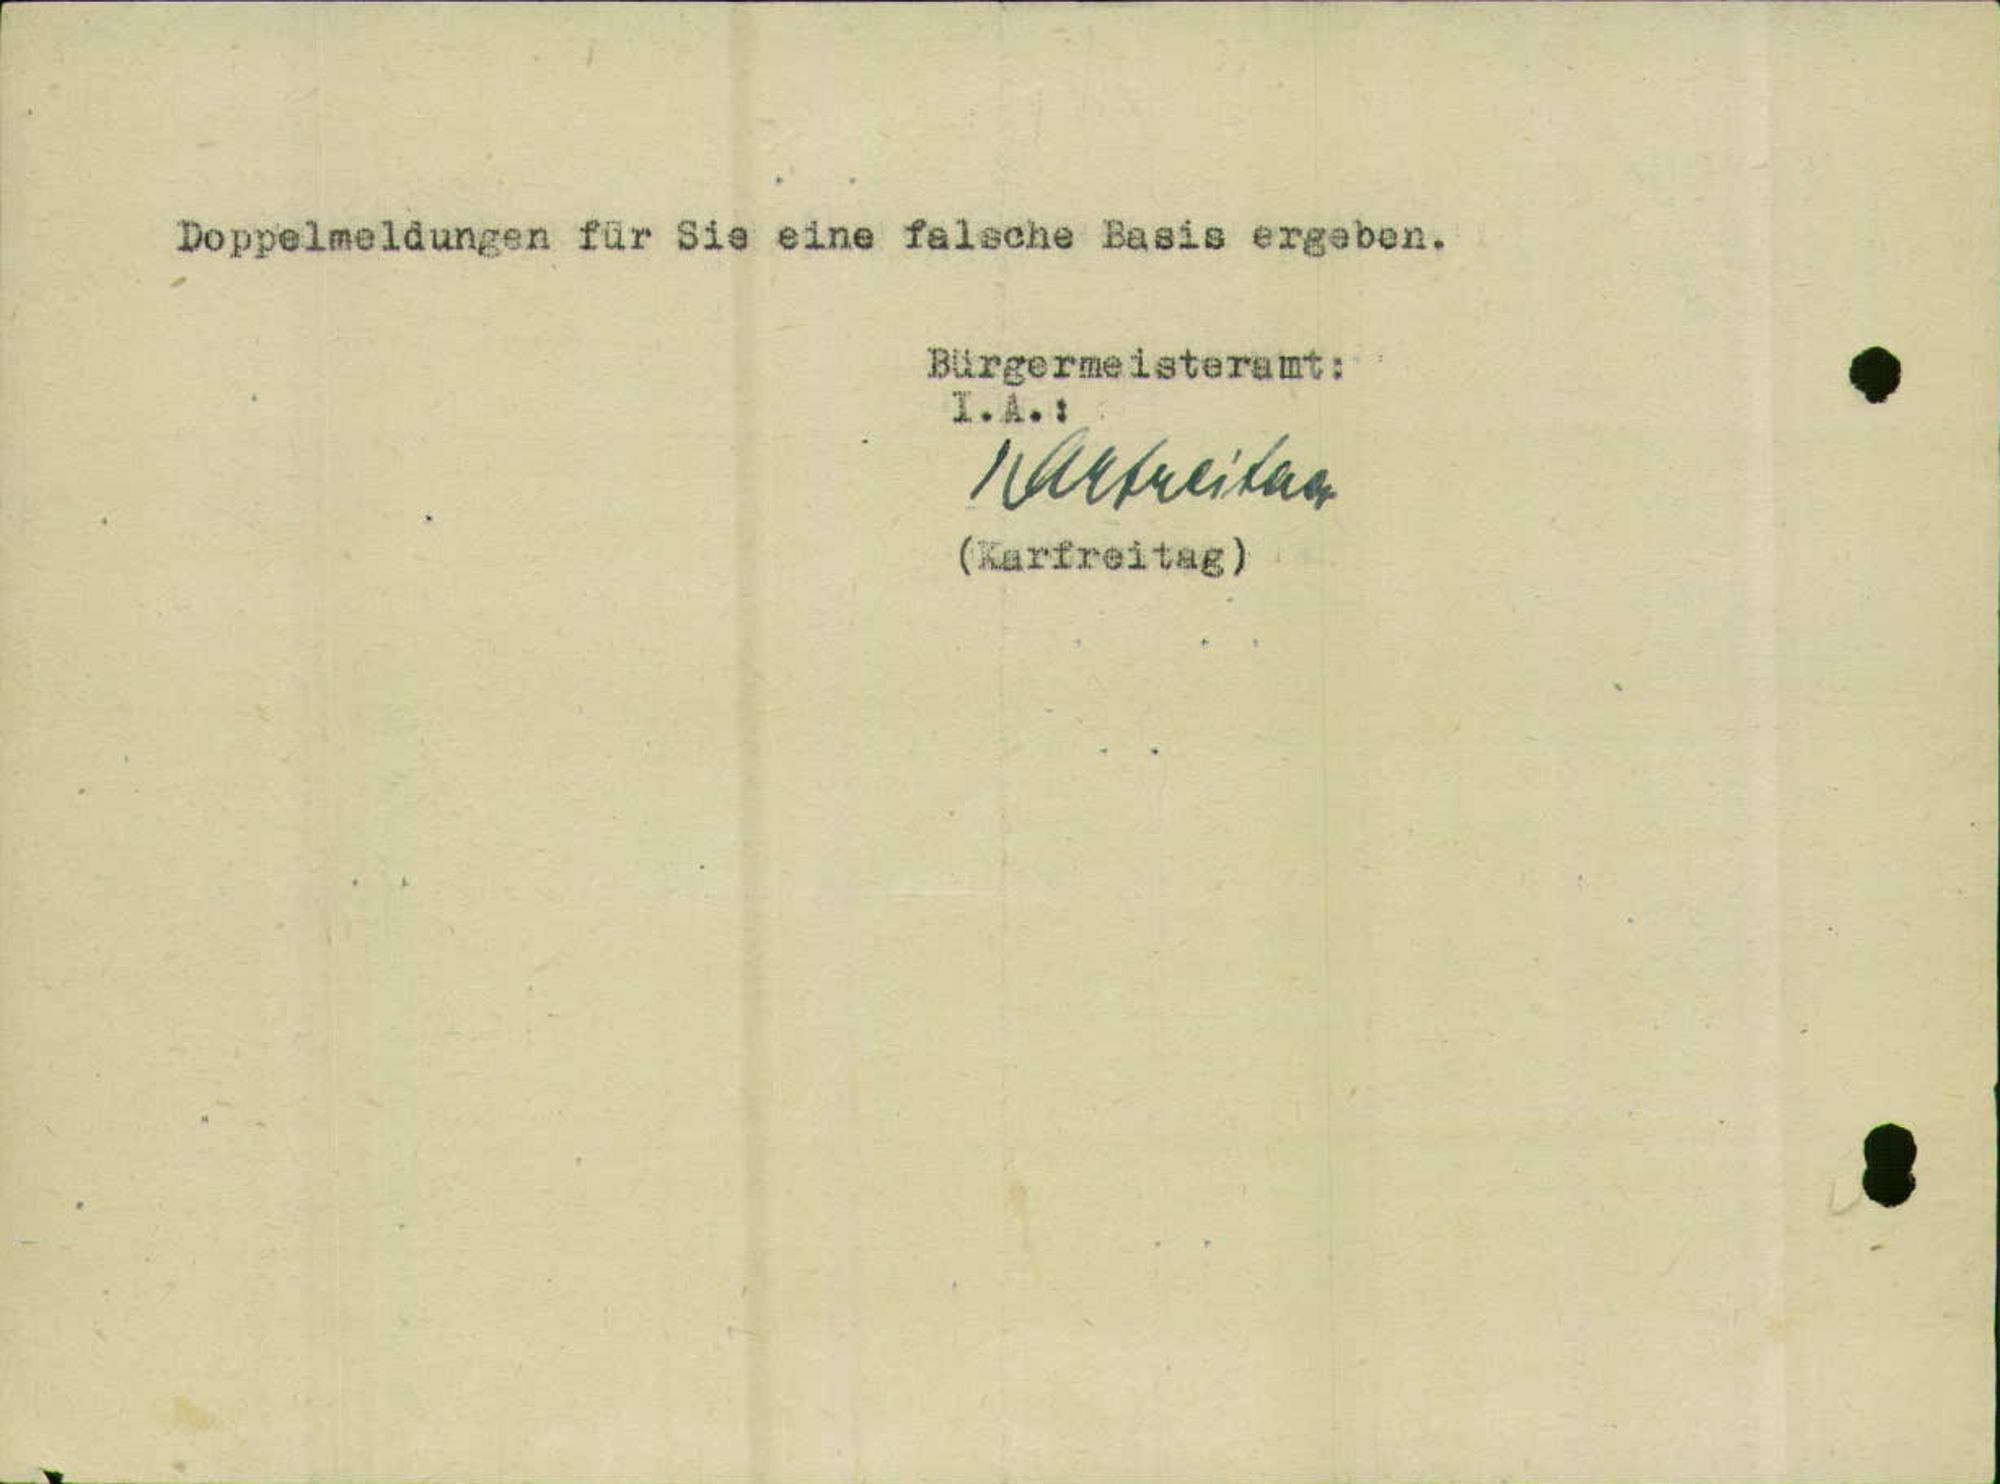 Doppelmeldungen für Sie eine falsche Basis ergeben.
Bürgermeisteramt:
I.A.:
Karfreitag
(Karfreitag)